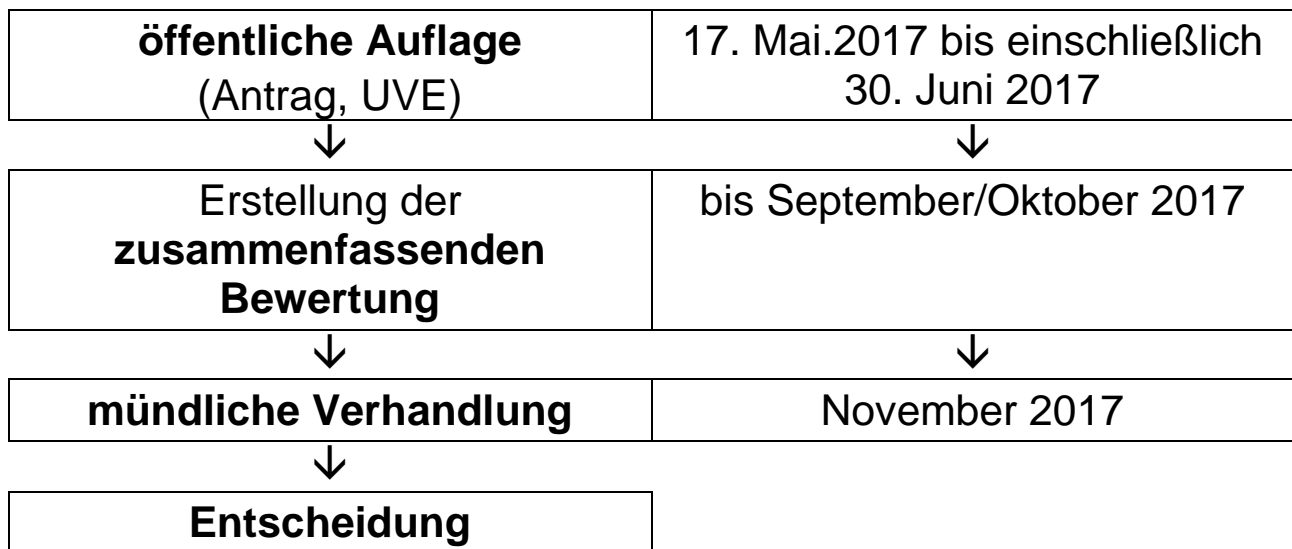 öffentliche Auflage
(Antrag, UVE)
17. Mai.2017 bis einschließlich
30. Juni 2017
Erstellung der
zusammenfassenden
Bewertung
bis September/Oktober 2017
mündliche Verhandlung
November 2017
Entscheidung